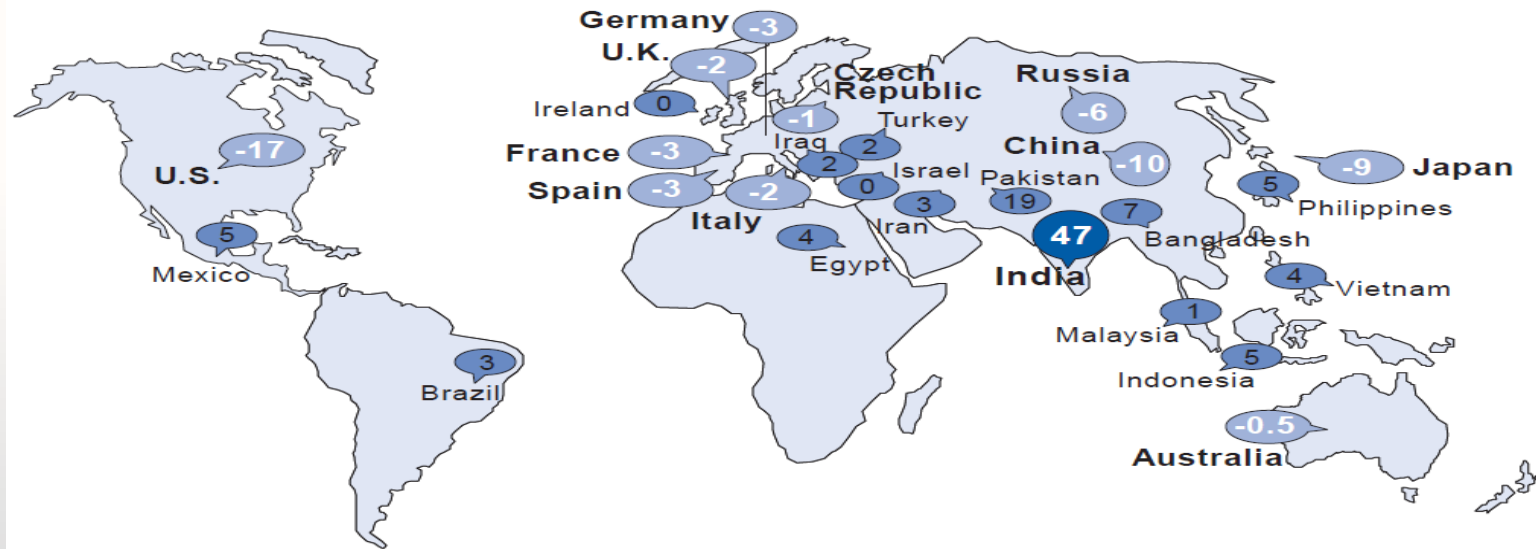 Germany -3
U.K. -2
Czech
Republic
Russia
Ireland 0
-1
-6
Turkey
Iraq
2
China
-10
U.S. -17
France -3
2
Israel
Pakistan
-9 Japan
Spain -3
-2
0
19
5
Philippines
Italy
3
Iran
7
Bangladesh
5
Mexico
4
Egypt
47
India
4 Vietnam
1
Malaysia
3
Brazil
5
Indonesia
-0.5
Australia